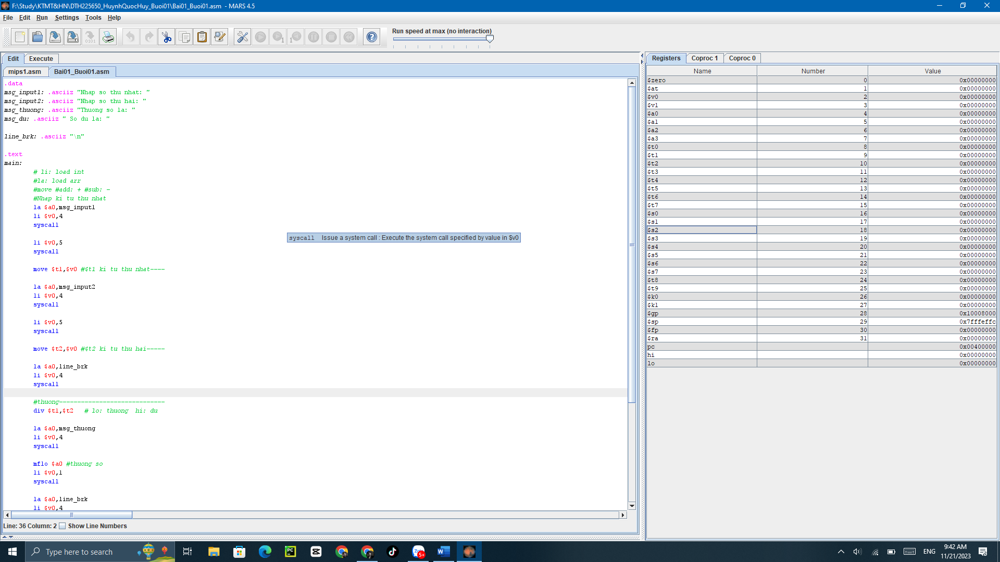 F:\Study\KTMT&HN\DTH225650_HuynhQuocHuy_Buoi01\Bai01_Buoi01.asm - MARS 4.5
File Edit Run Settings Tools Help
Run speed at max (no interaction)
Edit Execute
mips1.asm Bai01_Buoi01.asm
.data
msg_input1: .asciiz "Nhap so thu nhat: "
msg_input2: .asciiz "Nhap so thu hai: "
msg_thuong: .asciiz "Thuong so la: "
msg_du: .asciiz " So du la: "
line_brk: .asciiz "\n"
.text
main:
# li: load int
#la: load arr
#move #add: + #sub: -
#Nhap ki tu thu nhat
la $a0,msg_input1
li $v0,4
syscall
syscall Issue a system call : Execute the system call specified by value in $v0
li $v0,5
syscall
move $t1,$v0 #$t1 ki tu thu nhat----
la $a0,msg_input2
li $v0,4
syscall
li $v0,5
syscall
move $t2,$v0 #$t2 ki tu thu hai-----
la $a0,line_brk
li $v0,4
syscall
#thuong-----------------------------
div $t1,$t2 # lo: thuong hi: du
la $a0,msg_thuong
li $v0,4
syscall
mflo $a0 #thuong so
li $v0,1
syscall
la $a0,line_brk
li $v0,4
Line: 36 Column: 2 Show Line Numbers
Registers Coproc 1 Coproc 0
Name Number Value
$zero 0 0x00000000
$at 1 0x00000000
$v0 2 0x00000000
$v1 3 0x00000000
$a0 4 0x00000000
$a1 5 0x00000000
$a2 6 0x00000000
$a3 7 0x00000000
$t0 8 0x00000000
$t1 9 0x00000000
$t2 10 0x00000000
$t3 11 0x00000000
$t4 12 0x00000000
$t5 13 0x00000000
$t6 14 0x00000000
$t7 15 0x00000000
$s0 16 0x00000000
$s1 17 0x00000000
$s2 18 0x00000000
$s3 19 0x00000000
$s4 20 0x00000000
$s5 21 0x00000000
$s6 22 0x00000000
$s7 23 0x00000000
$t8 24 0x00000000
$t9 25 0x00000000
$k0 26 0x00000000
$k1 27 0x00000000
$gp 28 0x10008000
$sp 29 0x7fffeffc
$fp 30 0x00000000
$ra 31 0x00000000
pc 0x00400000
hi 0x00000000
lo 0x00000000
Type here to search
ENG
9:42 AM
11/21/2023